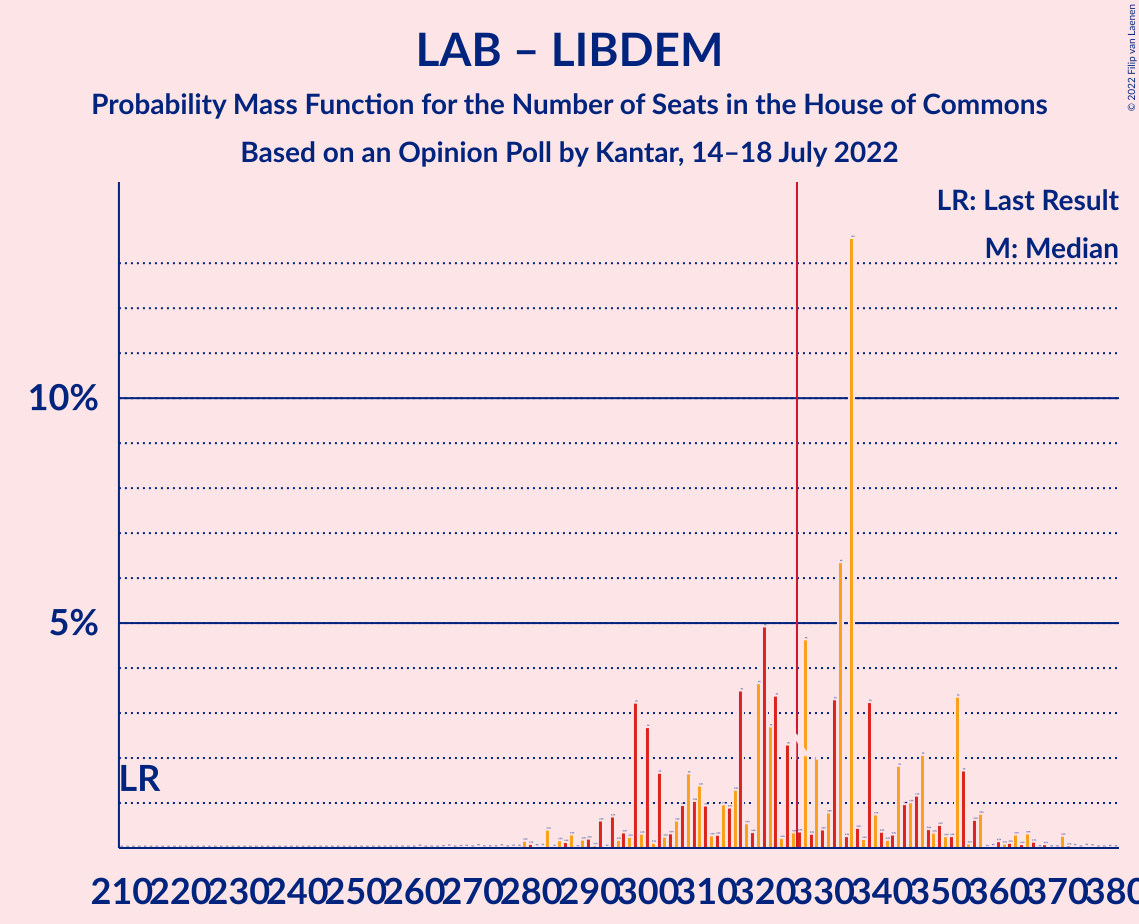 LAB – LIBDEM
Probability Mass Function for the Number of Seats in the House of Commons
Based on an Opinion Poll by Kantar, 14–18 July 2022
© 2022 Filip van Laenen
LR: Last Result
M: Median
10%
5%
LR
210 220 230 240 250 260 270 280 290 300 310 320 330 340 350 360 370 380